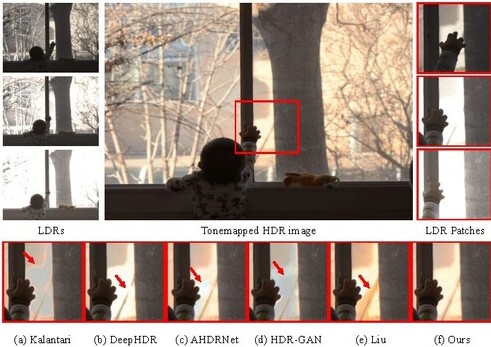 LDRs
Tonemapped HDR image
LDR Patches
(a) Kalantari
(b) DeepHDR
(c) AHDRNet
(d) HDR-GAN
(e) Liu
(f) Ours